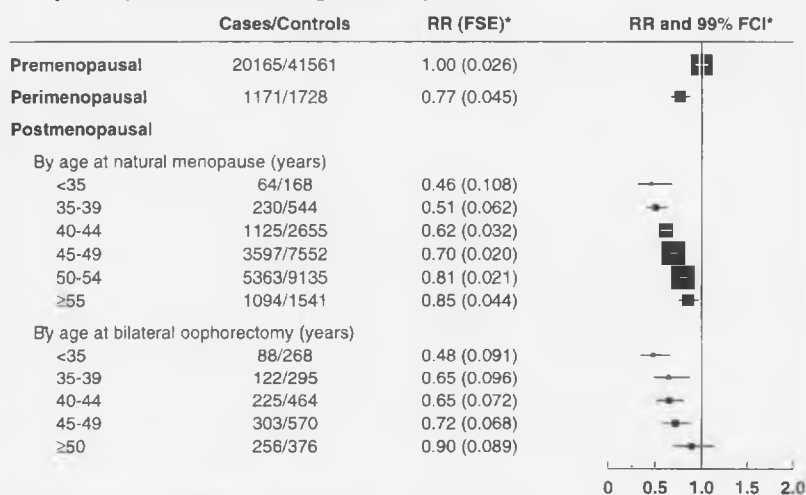 Cases/Controls RR (FSE)* RR and 99% FCI*
Premenopausal 20165/41561 1.00 (0.026)
Perimenopausal 1171/1728 0.77 (0.045)
Postmenopausal
By age at natural menopause (years)
<35 64/168 0.46 (0.108)
35-39 230/544 0.51 (0.062)
40-44 1125/2655 0.62 (0.032)
45-49 3597/7552 0.70 (0.020)
50-54 5363/9135 0.81 (0.021)
≥55 1094/1541 0.85 (0.044)
By age at bilateral oophorectomy (years)
<35 88/268 0.48 (0.091)
35-39 122/295 0.65 (0.096)
40-44 225/464 0.65 (0.072)
45-49 303/570 0.72 (0.068)
≥50 256/376 0.90 (0.089)
0 0.5 1.0 1.5 2.0